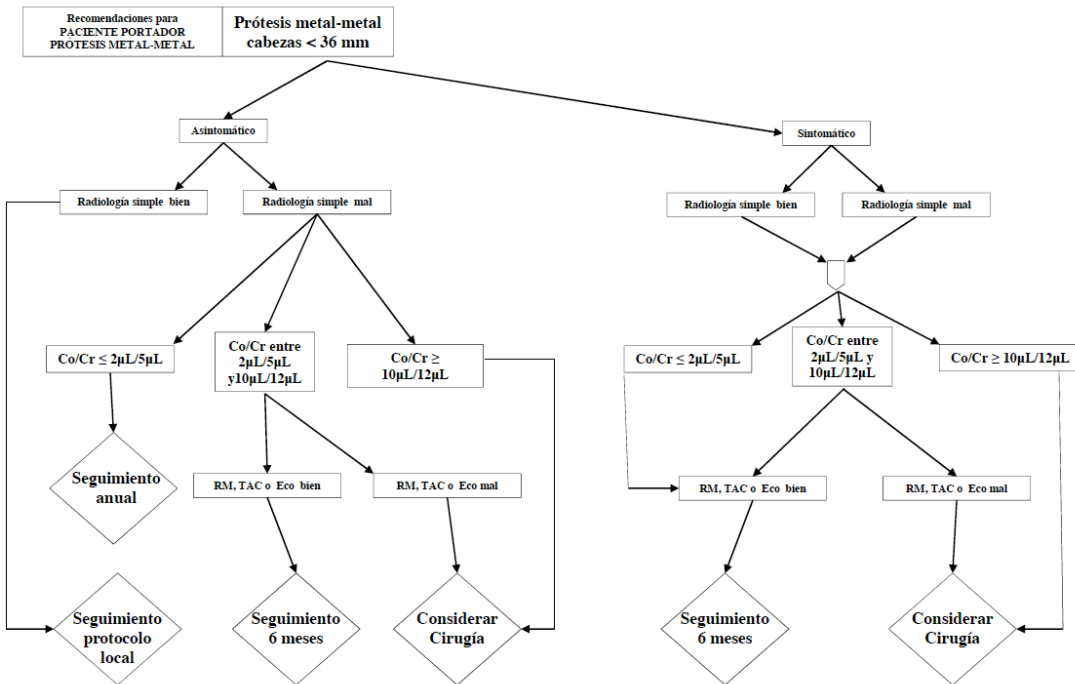 Recomendaciones para
PACIENTE PORTADOR
PRÓTESIS METAL-METAL
Prótesis metal-metal
cabezas < 36 mm
Asintomático
Sintomático
Radiología simple bien
Radiología simple mal
Radiología simple bien
Radiología simple mal
Co/Cr ≤ 2µL/5µL
Co/Cr entre
2µL/5µL
y10µL/12µL
Co/Cr ≥
10µL/12µL
Co/Cr ≤ 2µL/5µL
Co/Cr entre
2µL/5µL y
10µL/12µL
Co/Cr ≥ 10µL/12µL
Seguimiento
anual
RM, TAC o Eco bien
RM, TAC o Eco mal
RM, TAC o Eco bien
RM, TAC o Eco mal
Seguimiento
protocolo
local
Seguimiento
6 meses
Considerar
Cirugía
Seguimiento
6 meses
Considerar
Cirugía